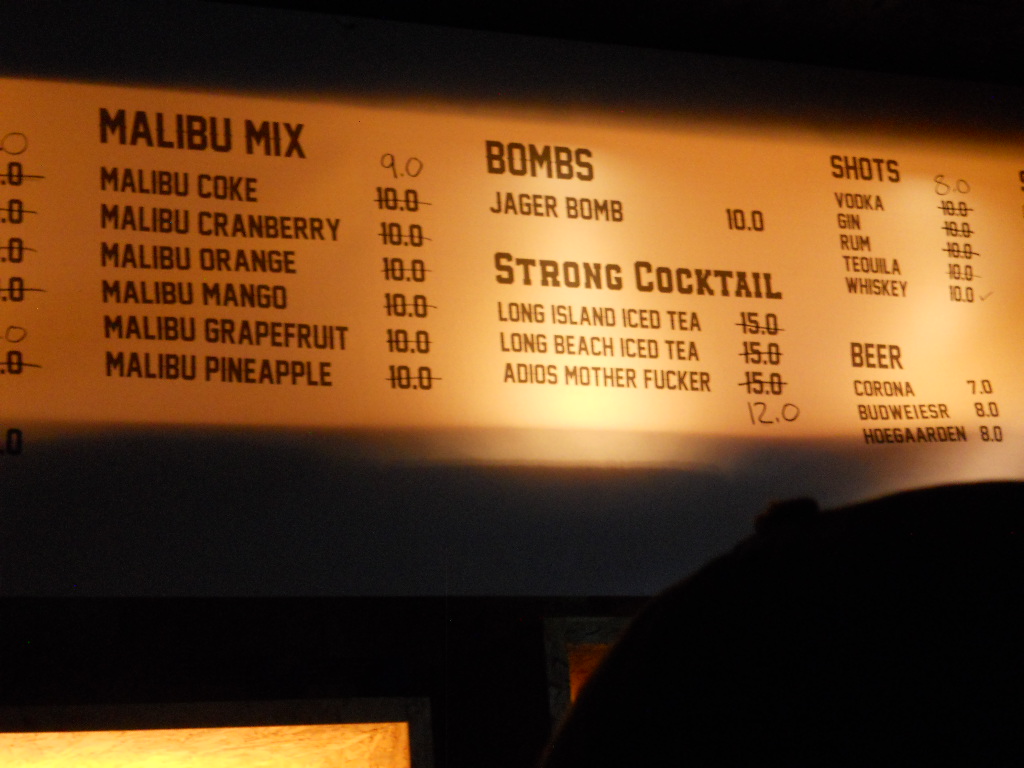 MALIBU MIX
9.0
MALIBU COKE 10.0
MALIBU CRANBERRY 10.0
MALIBU ORANGE 10.0
MALIBU MANGO 10.0
MALIBU GRAPEFRUIT 10.0
MALIBU PINEAPPLE 10.0
BOMBS
JAGER BOMB 10.0
STRONG COCKTAIL
LONG ISLAND ICED TEA 15.0
LONG BEACH ICED TEA 15.0
ADIOS MOTHER FUCKER 15.0
12.0
SHOTS
8.0
VODKA 10.0
GIN 10.0
RUM 10.0
TEQUILA 10.0
WHISKEY 10.0
BEER
CORONA 7.0
BUDWEIESR 8.0
HOEGAARDEN 8.0